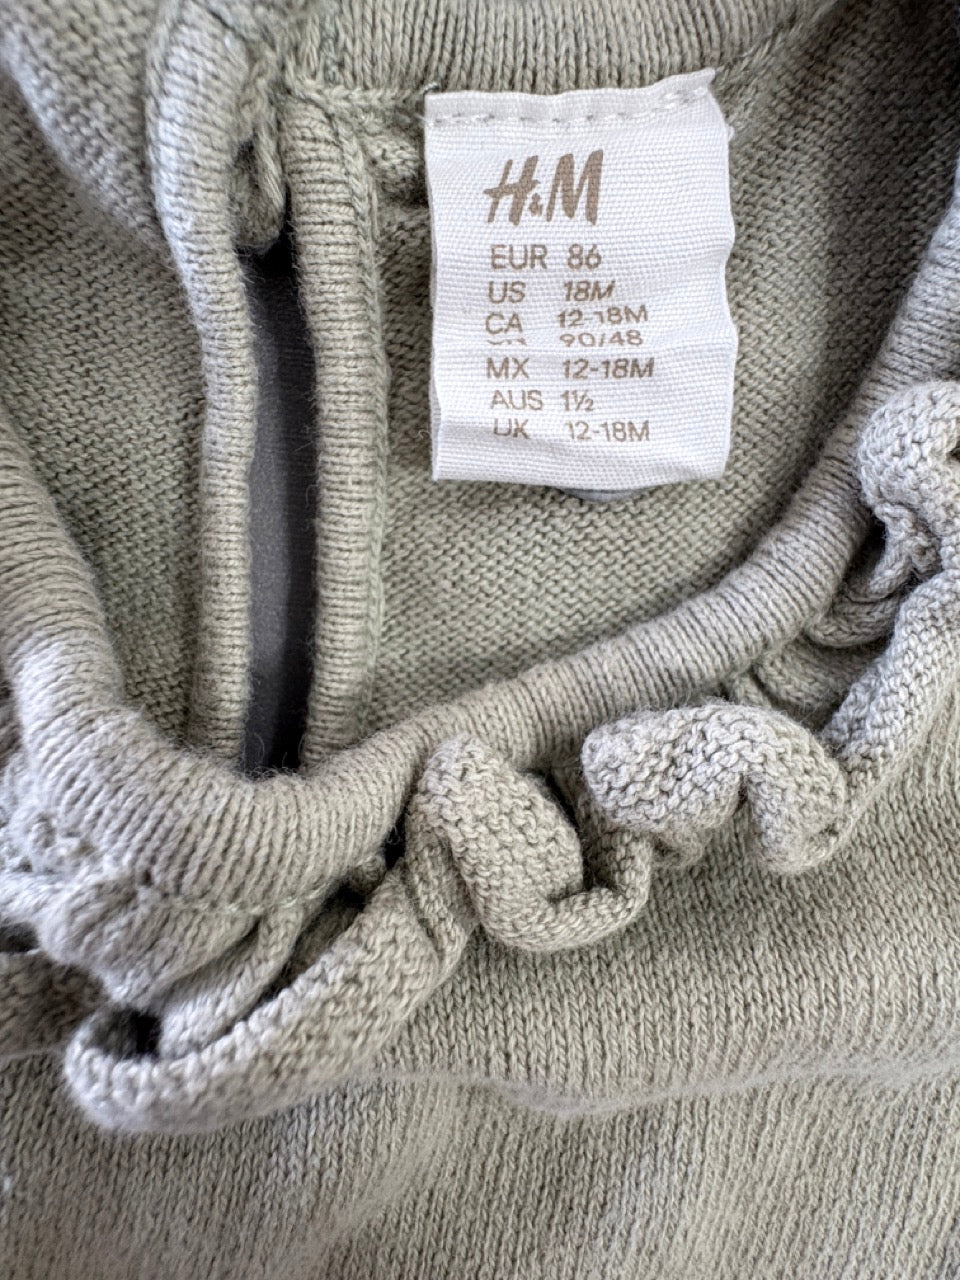 H&M
EUR 86
US 18M
CA 12-18M
90/48
MX 12-18M
AUS 1½
UK 12-18M